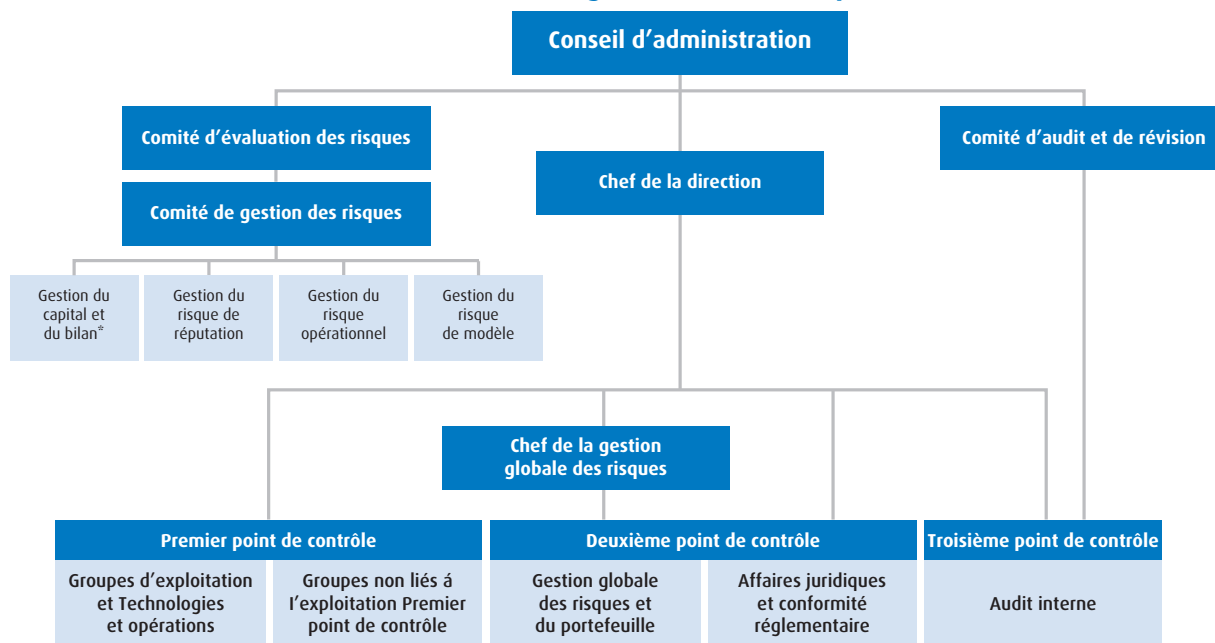 Conseil d'administration
Comité d'évaluation des risques
Comité d'audit et de révision
Chef de la direction
Comité de gestion des risques
Gestion du
capital et
du bilan*
Gestion du
risque de
réputation
Gestion du
risque
opérationnel
Gestion du
risque
de modèle
Chef de la gestion
globale des risques
Premier point de contrôle
Deuxième point de contrôle
Troisième point de contrôle
Groupes d'exploitation
et Technologies
et opérations
Groupes non liés á
l'exploitation Premier
point de contrôle
Gestion globale
des risques et
du portefeuille
Affaires juridiques
et conformité
réglementaire
Audit interne